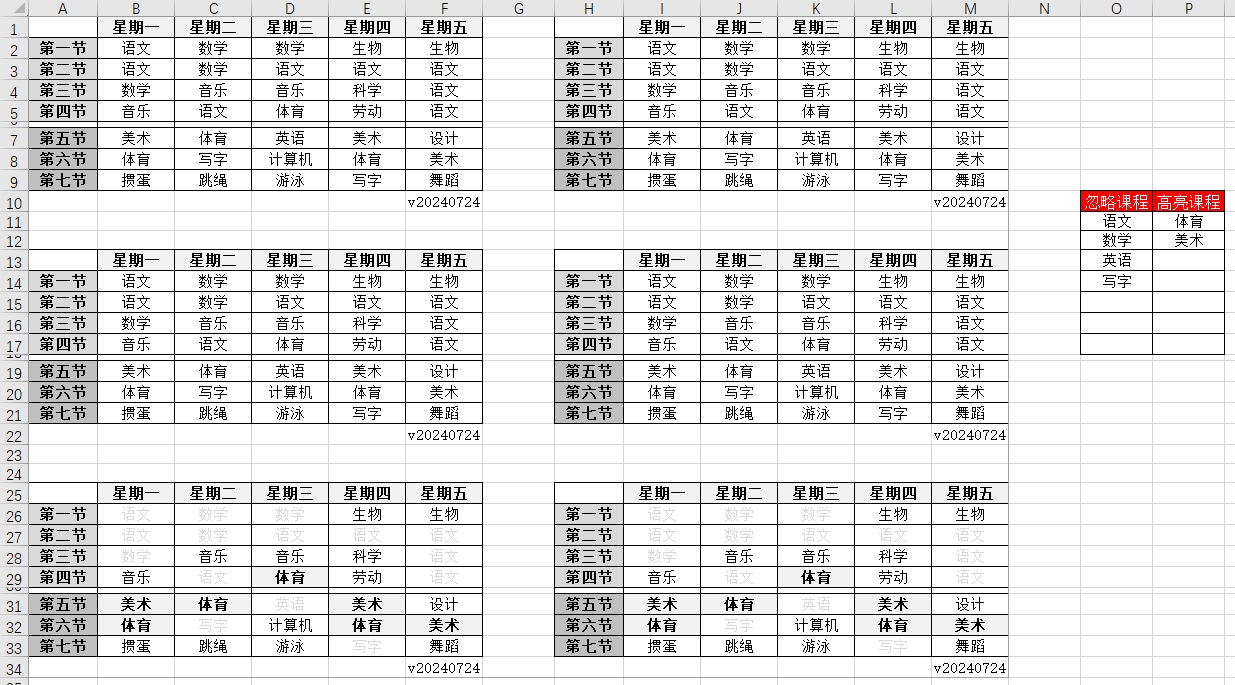 A B C D E F G H I J K L M N O P
1 星期一 星期二 星期三 星期四 星期五 星期一 星期二 星期三 星期四 星期五
2 第一节 语文 数学 数学 生物 生物 第一节 语文 数学 数学 生物 生物
3 第二节 语文 数学 语文 语文 语文 第二节 语文 数学 语文 语文 语文
4 第三节 数学 音乐 音乐 科学 语文 第三节 数学 音乐 音乐 科学 语文
5 第四节 音乐 语文 体育 劳动 语文 第四节 音乐 语文 体育 劳动 语文
7 第五节 美术 体育 英语 美术 设计 第五节 美术 体育 英语 美术 设计
8 第六节 体育 写字 计算机 体育 美术 第六节 体育 写字 计算机 体育 美术
9 第七节 掼蛋 跳绳 游泳 写字 舞蹈 第七节 掼蛋 跳绳 游泳 写字 舞蹈
10 v20240724 v20240724 忽略课程 高亮课程
11 语文 体育
12 数学 美术
13 星期一 星期二 星期三 星期四 星期五 星期一 星期二 星期三 星期四 星期五 英语
14 第一节 语文 数学 数学 生物 生物 第一节 语文 数学 数学 生物 生物 写字
15 第二节 语文 数学 语文 语文 语文 第二节 语文 数学 语文 语文 语文
16 第三节 数学 音乐 音乐 科学 语文 第三节 数学 音乐 音乐 科学 语文
17 第四节 音乐 语文 体育 劳动 语文 第四节 音乐 语文 体育 劳动 语文
19 第五节 美术 体育 英语 美术 设计 第五节 美术 体育 英语 美术 设计
20 第六节 体育 写字 计算机 体育 美术 第六节 体育 写字 计算机 体育 美术
21 第七节 掼蛋 跳绳 游泳 写字 舞蹈 第七节 掼蛋 跳绳 游泳 写字 舞蹈
22 v20240724 v20240724
23
24
25 星期一 星期二 星期三 星期四 星期五 星期一 星期二 星期三 星期四 星期五
26 第一节 语文 数学 数学 生物 生物 第一节 语文 数学 数学 生物 生物
27 第二节 语文 数学 语文 语文 语文 第二节 语文 数学 语文 语文 语文
28 第三节 数学 音乐 音乐 科学 语文 第三节 数学 音乐 音乐 科学 语文
29 第四节 音乐 语文 体育 劳动 语文 第四节 音乐 语文 体育 劳动 语文
31 第五节 美术 体育 英语 美术 设计 第五节 美术 体育 英语 美术 设计
32 第六节 体育 写字 计算机 体育 美术 第六节 体育 写字 计算机 体育 美术
33 第七节 掼蛋 跳绳 游泳 写字 舞蹈 第七节 掼蛋 跳绳 游泳 写字 舞蹈
34 v20240724 v20240724